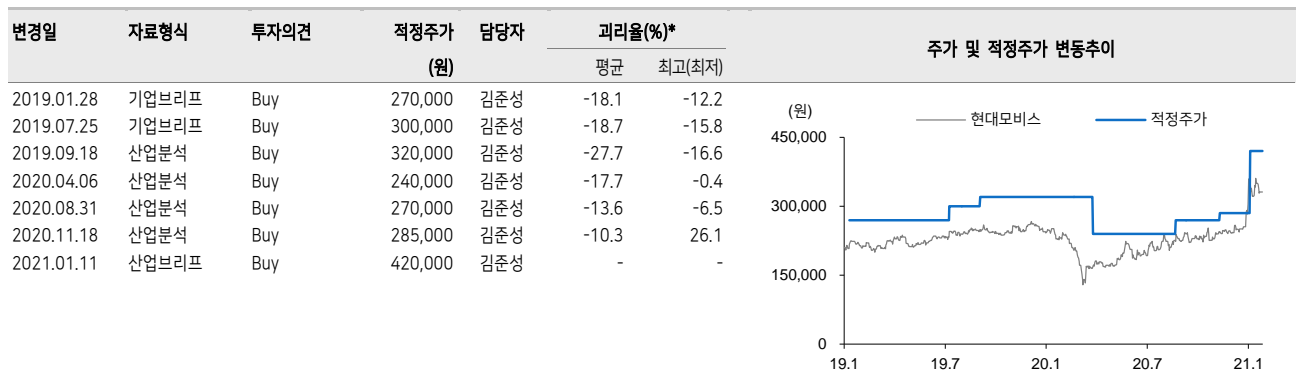 변경일 자료형식 투자의견 적정주가 담당자 괴리율(%)*
(원) 평균 최고(최저)
2019.01.28 기업브리프 Buy 270,000 김준성 -18.1 -12.2
2019.07.25 기업브리프 Buy 300,000 김준성 -18.7 -15.8
2019.09.18 산업분석 Buy 320,000 김준성 -27.7 -16.6
2020.04.06 산업분석 Buy 240,000 김준성 -17.7 -0.4
2020.08.31 산업분석 Buy 270,000 김준성 -13.6 -6.5
2020.11.18 산업분석 Buy 285,000 김준성 -10.3 26.1
2021.01.11 산업브리프 Buy 420,000 김준성 - -
주가 및 적정주가 변동추이
(원)
현대모비스 적정주가
450,000
300,000
150,000
0
19.1 19.7 20.1 20.7 21.1